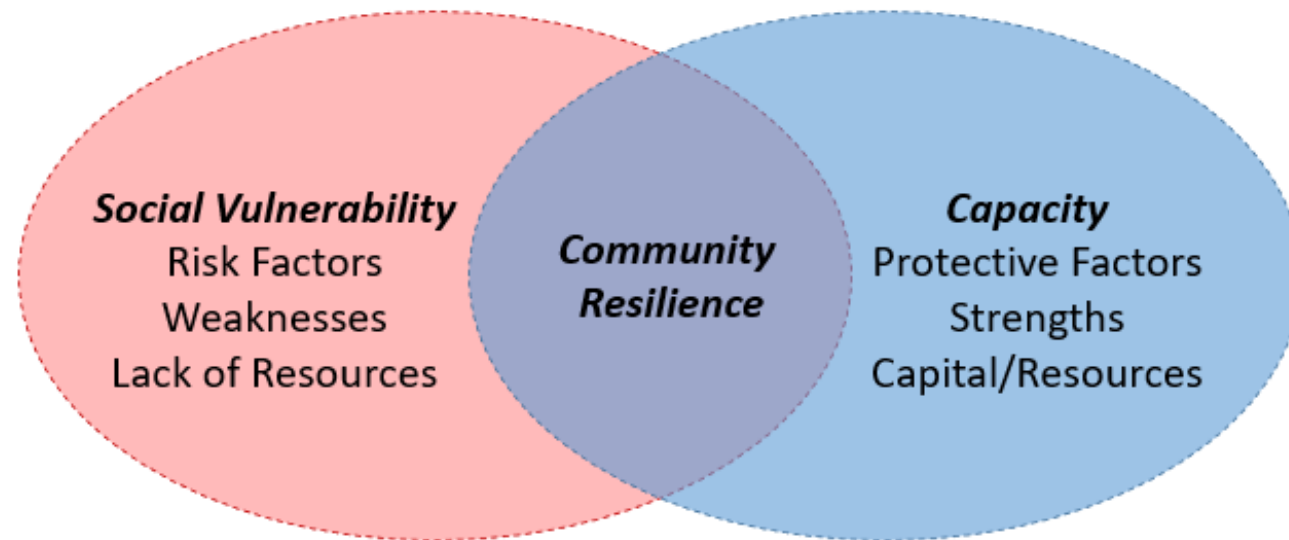 Social Vulnerability
Risk Factors
Weaknesses
Lack of Resources
Community
Resilience
Capacity
Protective Factors
Strengths
Capital/Resources